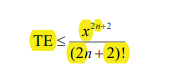 TE ≤ x^{2n+2} / (2n + 2)!